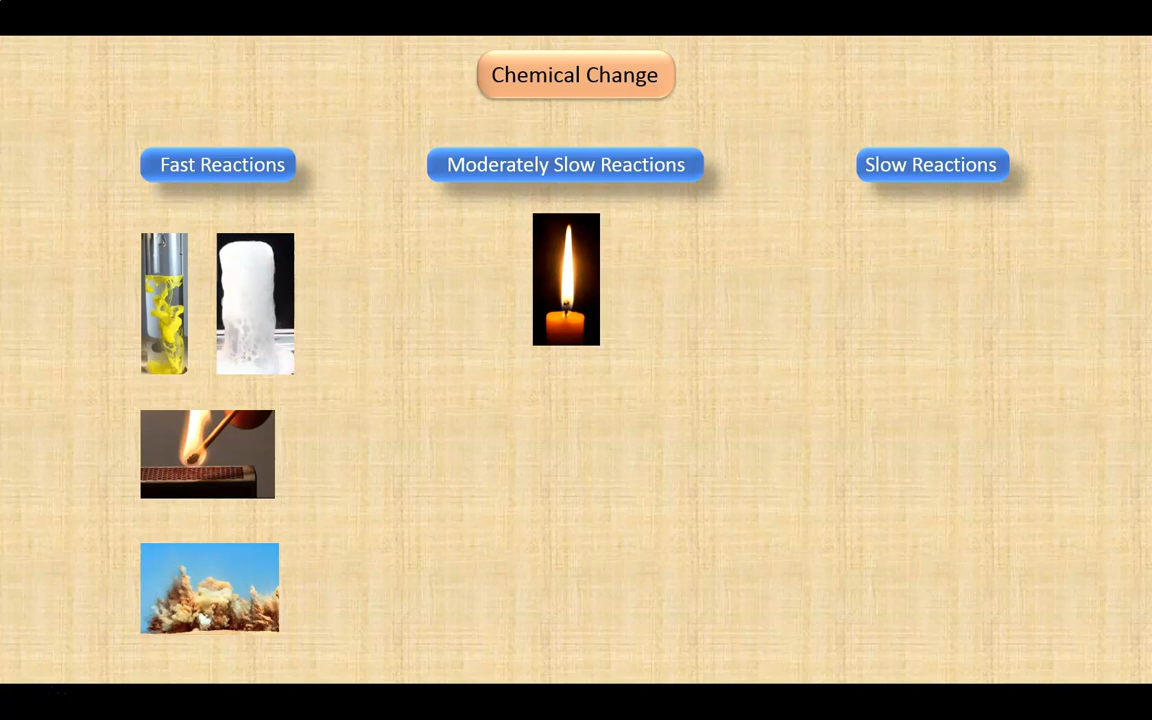 Chemical Change
Fast Reactions
Moderately Slow Reactions
Slow Reactions